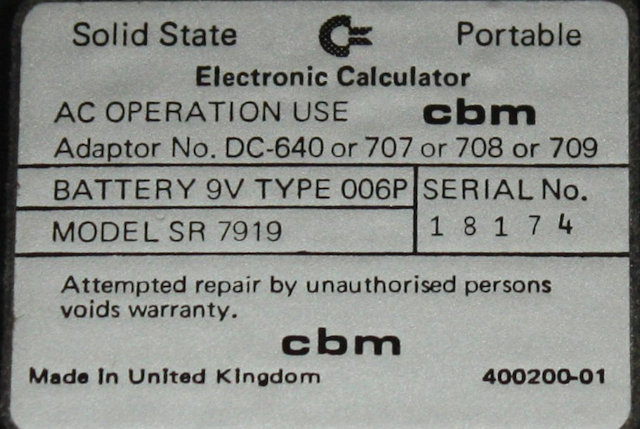 Solid State Portable
Electronic Calculator
AC OPERATION USE cbm
Adaptor No. DC-640 or 707 or 708 or 709
BATTERY 9V TYPE 006P SERIAL No.
MODEL SR 7919 18174
Attempted repair by unauthorised persons
voids warranty.
cbm
Made in United Kingdom 400200-01